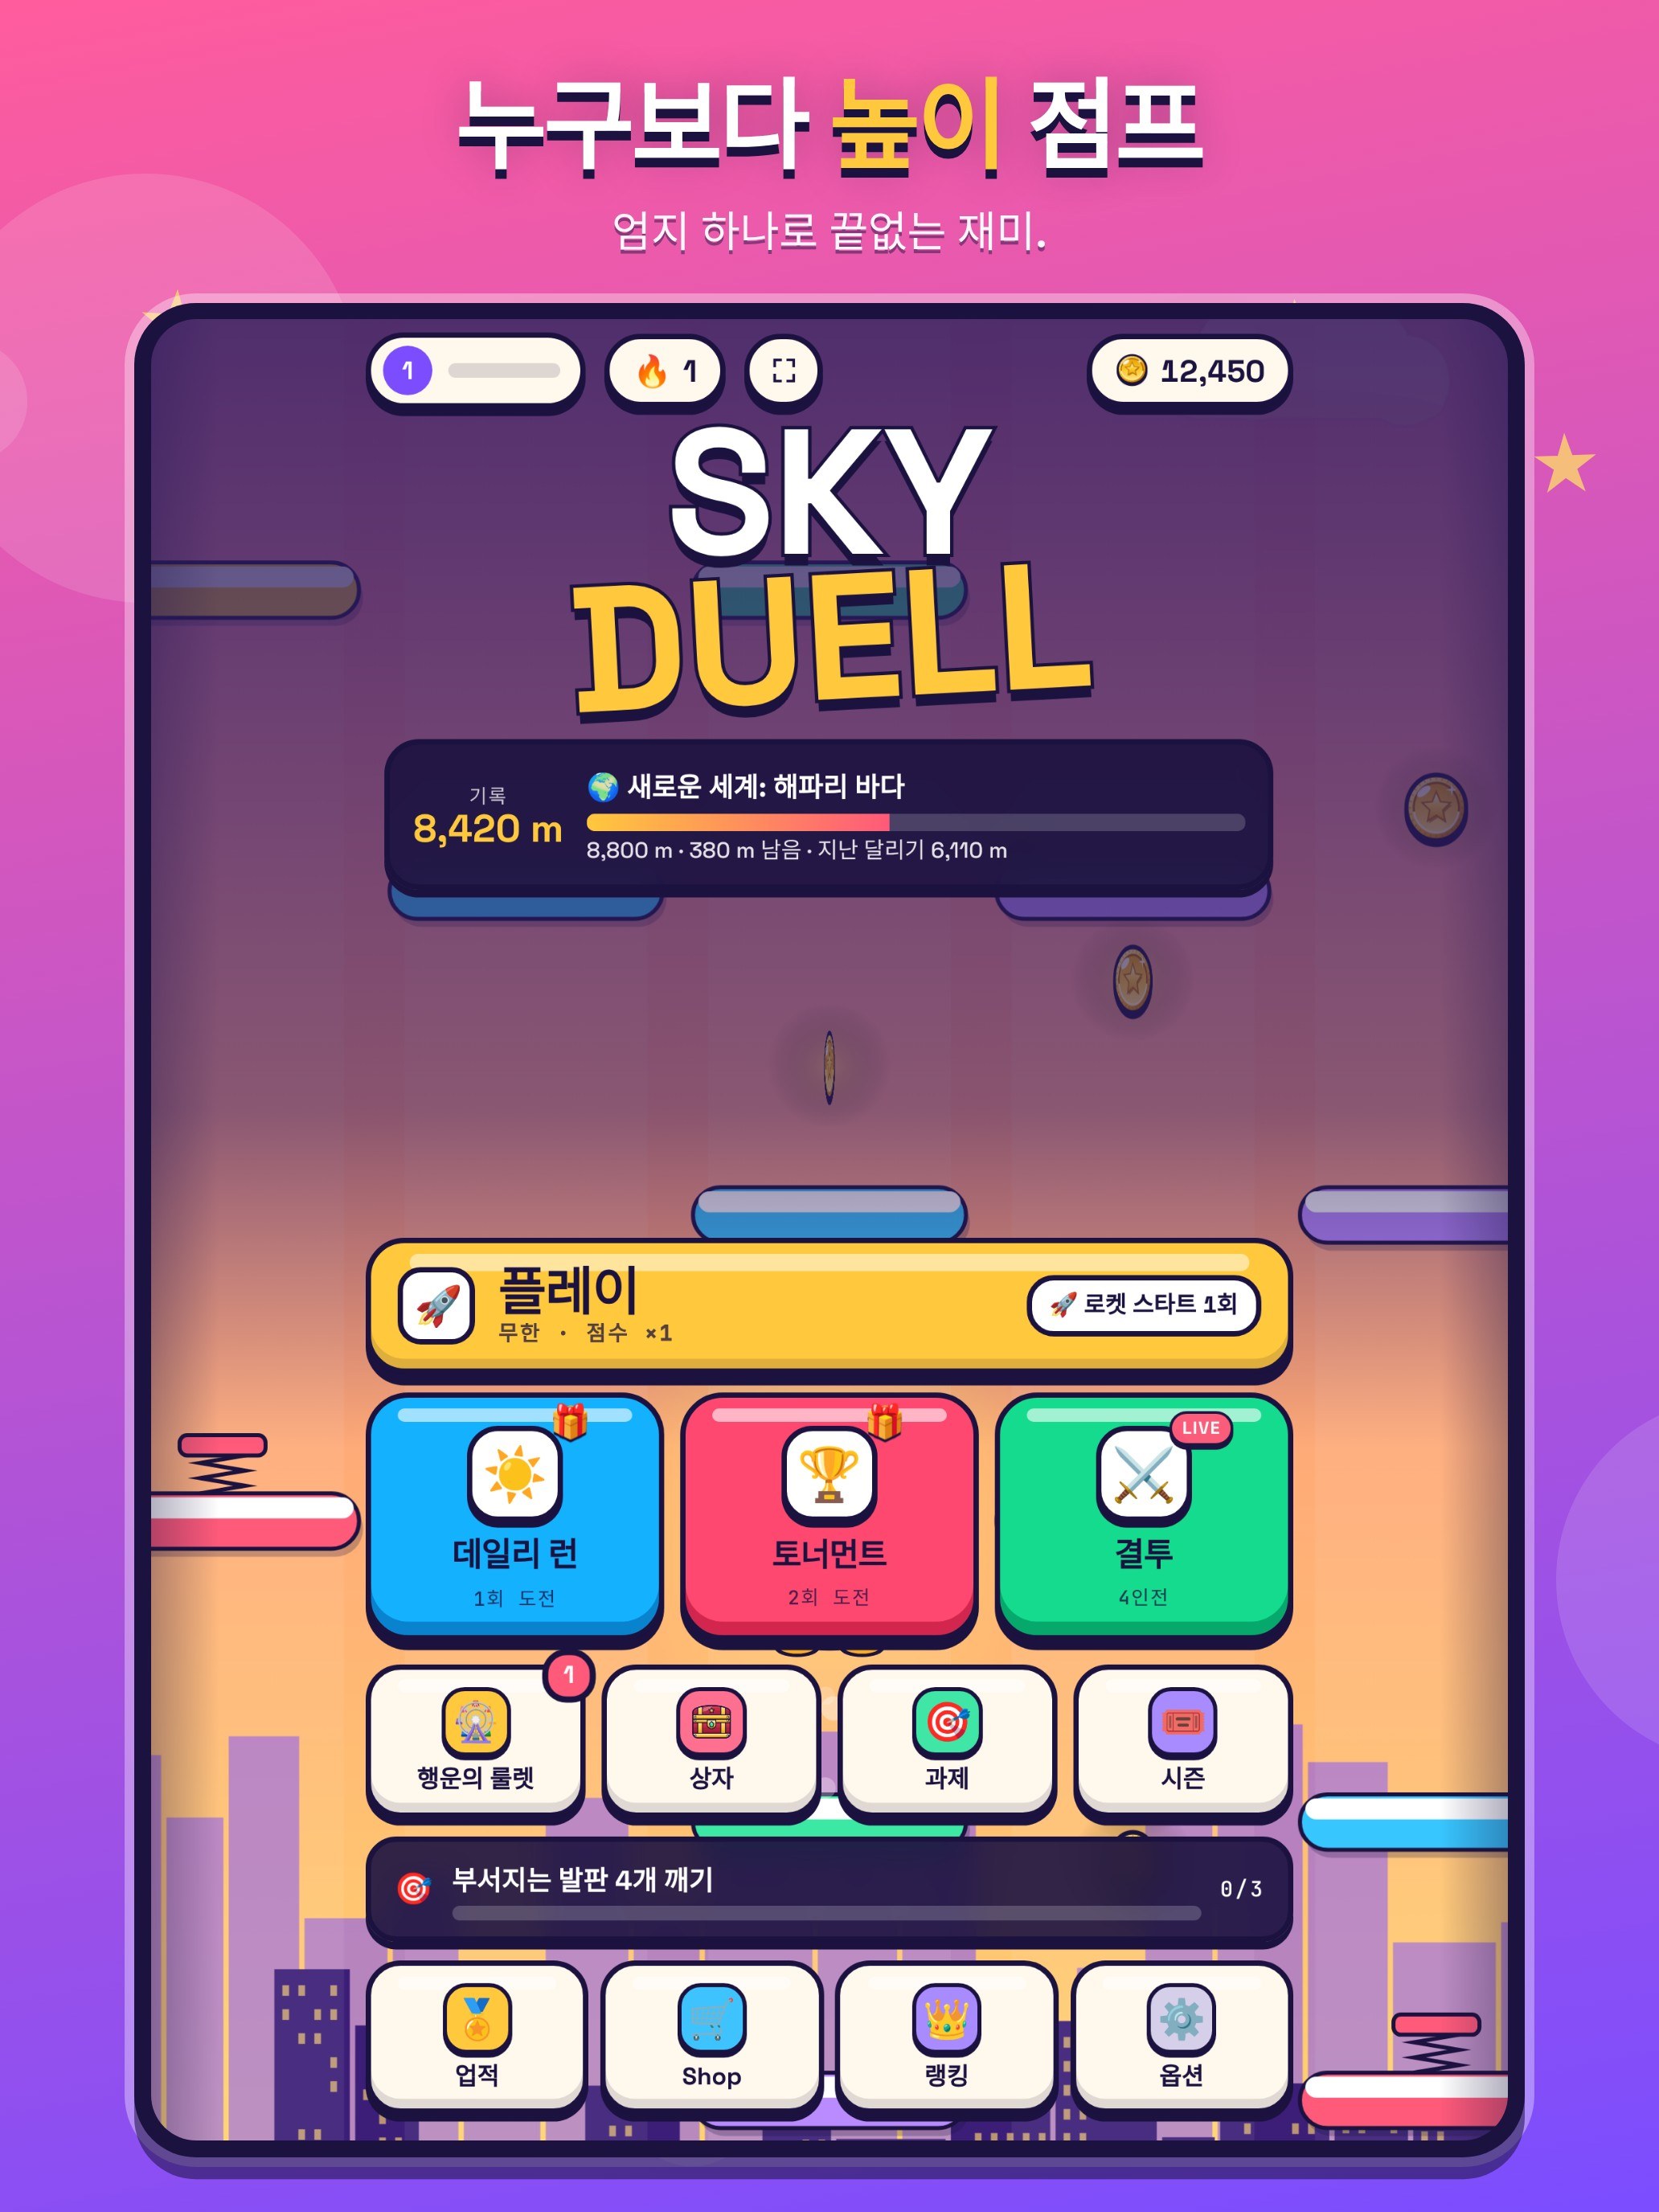 누구보다 높이 점프
엄지 하나로 끝없는 재미.
1
1
12,450
SKY
DUELL
기록
8,420 m
새로운 세계: 해파리 바다
8,800 m · 380 m 남음 · 지난 달리기 6,110 m
플레이
무한 · 점수 ×1
로켓 스타트 1회
데일리 런
1회 도전
토너먼트
2회 도전
LIVE
결투
4인전
1
행운의 룰렛
상자
과제
시즌
부서지는 발판 4개 깨기
0/3
업적
Shop
랭킹
옵션